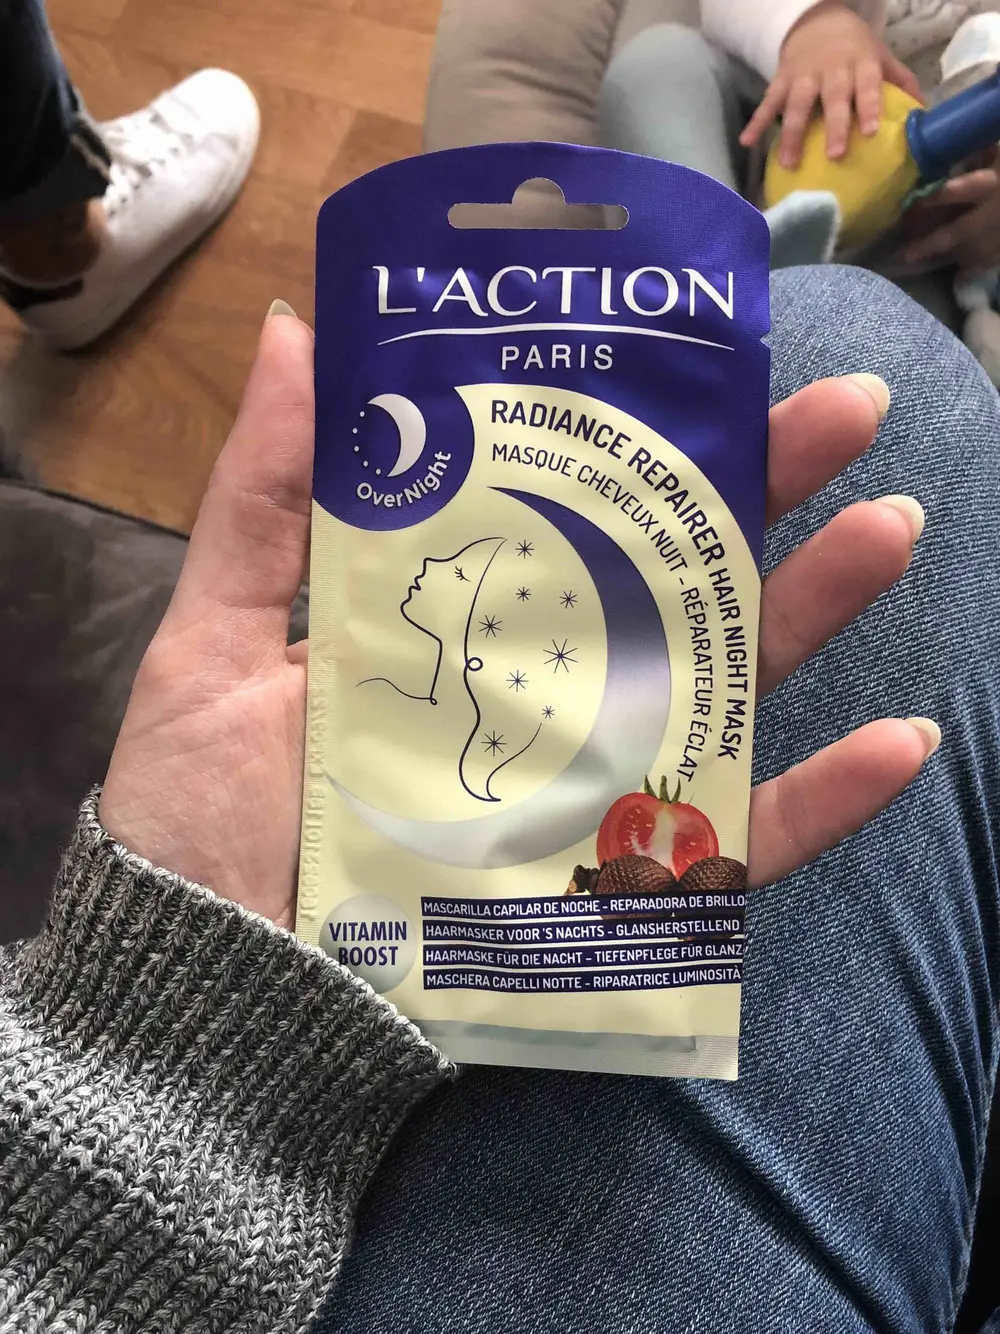 L'ACTION
PARIS
OverNight
RADIANCE REPAIRER HAIR NIGHT MASK
MASQUE CHEVEUX NUIT - RÉPARATEUR ÉCLAT
VITAMIN
BOOST
MASCARILLA CAPILAR DE NOCHE - REPARADORA DE BRILLO
HAARMASKER VOOR'S NACHTS - GLANSHERSTELLEND
HAARMASKE FÜR DIE NACHT - TIEFENPFLEGE FÜR GLANZ
MASCHERA CAPELLI NOTTE - RIPARATRICE LUMINOSITÀ